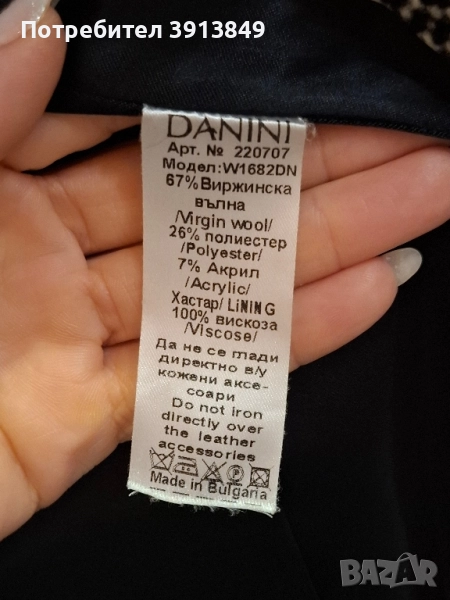 Потребител 3913849
DANINI
Арт. № 220707
Модел:W1682DN
67%Виржинска
вълна
/Virgin wool/
26% полиестер
/Polyester/
7% Акрил
/Acrylic/
Хастар/ LiNING
100% вискоза
/Viscose/
Да не се глади
директно в/у
кожени аксе-
соари
Do not iron
directly over
the leather
accessories
Made in Bulgaria
BAZAR